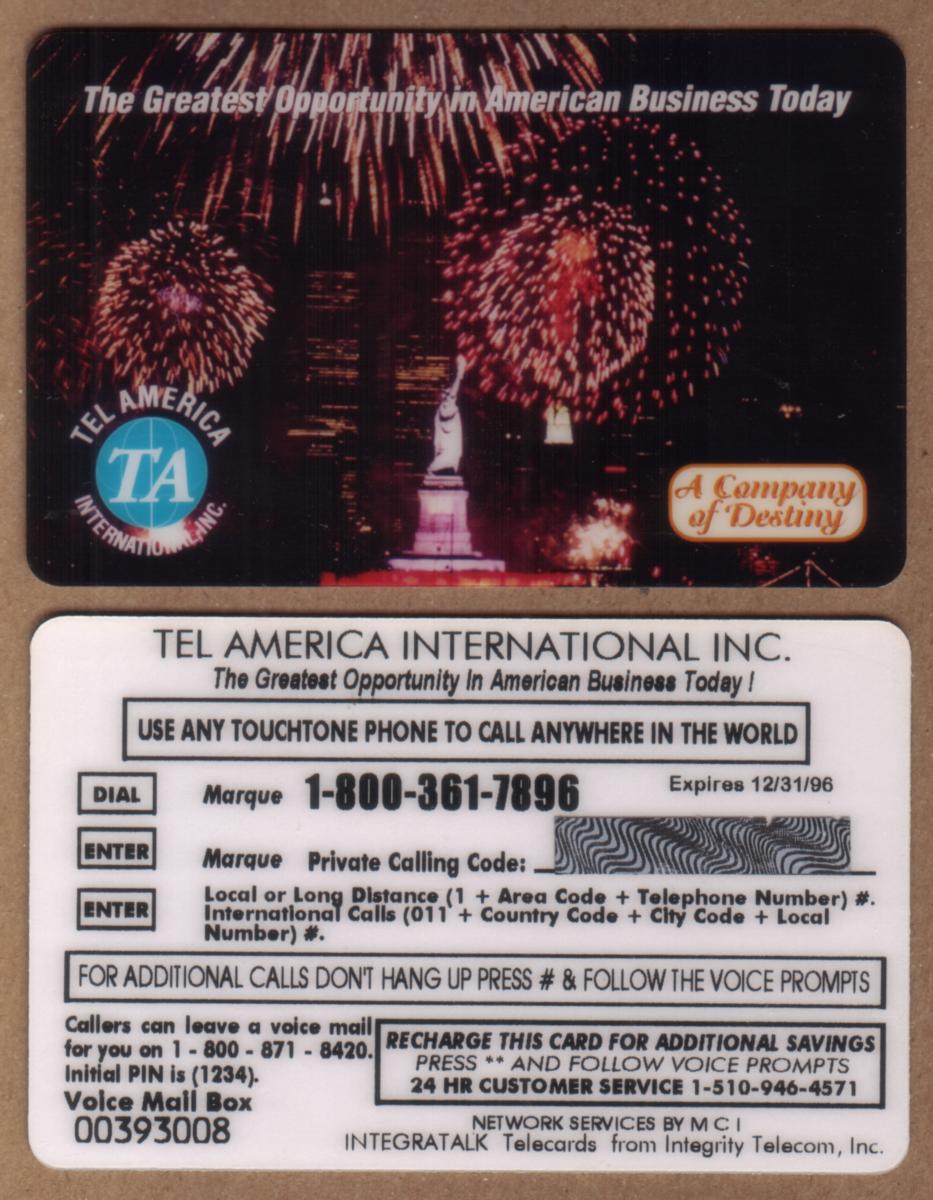 The Greatest Opportunity in American Business Today
TEL AMERICA
TA
INTERNATIONAL, INC.
A Company
of Destiny
TEL AMERICA INTERNATIONAL INC.
The Greatest Opportunity In American Business Today !
USE ANY TOUCHTONE PHONE TO CALL ANYWHERE IN THE WORLD
DIAL Marque 1-800-361-7896 Expires 12/31/96
ENTER Marque Private Calling Code:
ENTER Local or Long Distance (1 + Area Code + Telephone Number) #.
International Calls (011 + Country Code + City Code + Local
Number) #.
FOR ADDITIONAL CALLS DON'T HANG UP PRESS # & FOLLOW THE VOICE PROMPTS
Callers can leave a voice mail
for you on 1 - 800 - 871 - 8420.
Initial PIN is (1234).
Voice Mail Box
00393008
RECHARGE THIS CARD FOR ADDITIONAL SAVINGS
PRESS ** AND FOLLOW VOICE PROMPTS
24 HR CUSTOMER SERVICE 1-510-946-4571
NETWORK SERVICES BY M C I
INTEGRATALK Telecards from Integrity Telecom, Inc.